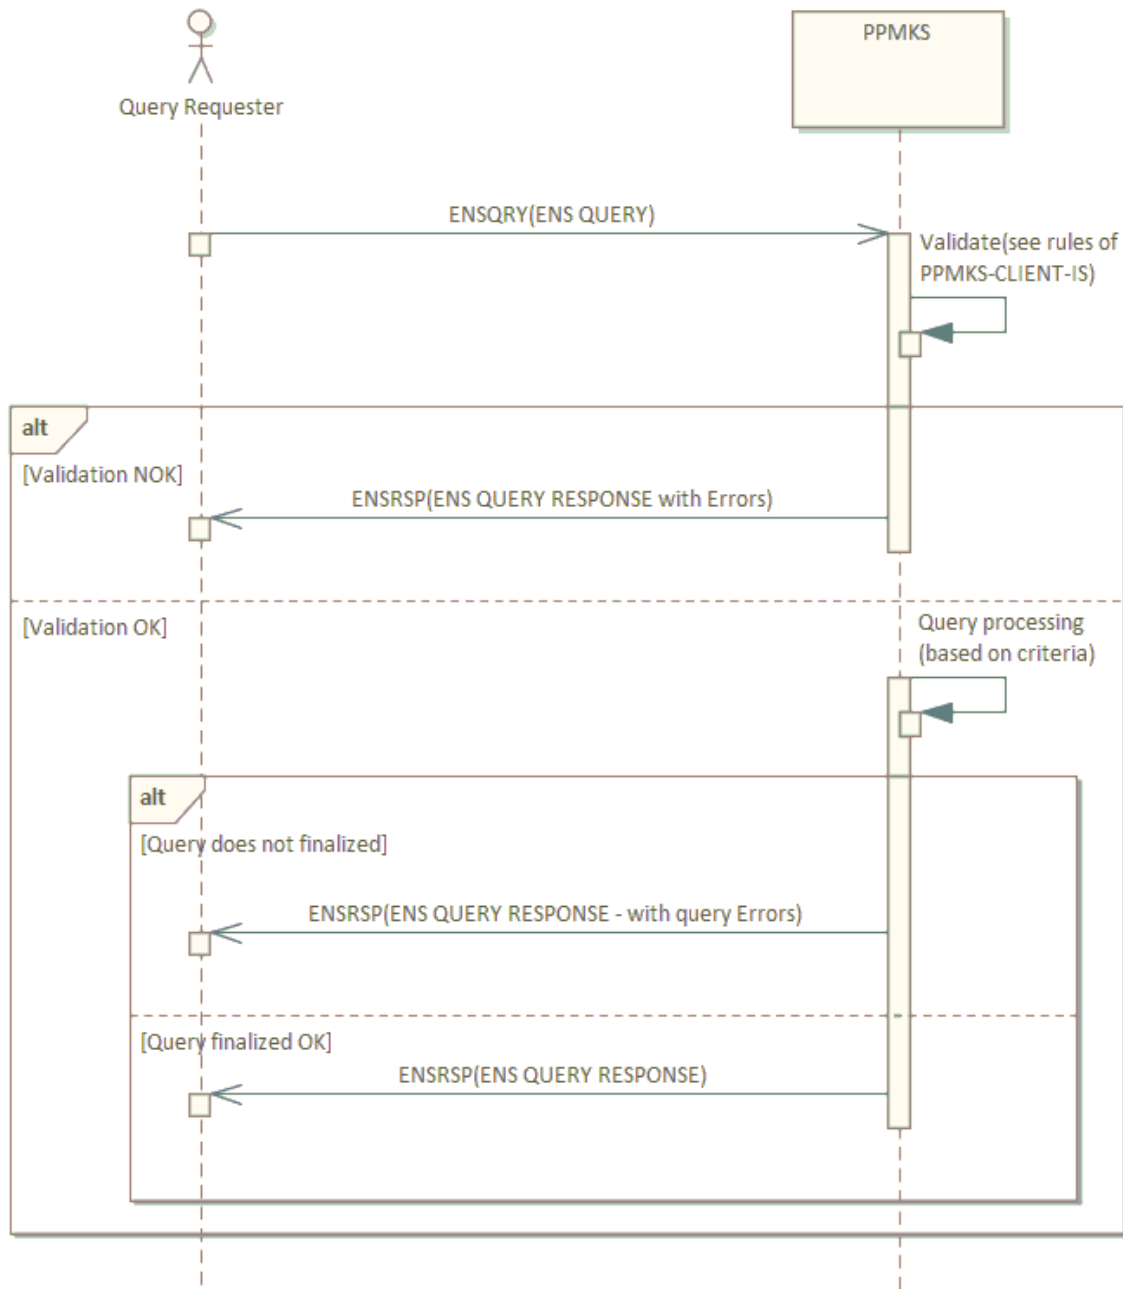 PPMKS
Query Requester
ENSQRY(ENS QUERY)
Validate(see rules of
PPMKS-CLIENT-IS)
alt
[Validation NOK]
ENSRSP(ENS QUERY RESPONSE with Errors)
[Validation OK]
Query processing
(based on criteria)
alt
[Query does not finalized]
ENSRSP(ENS QUERY RESPONSE - with query Errors)
[Query finalized OK]
ENSRSP(ENS QUERY RESPONSE)